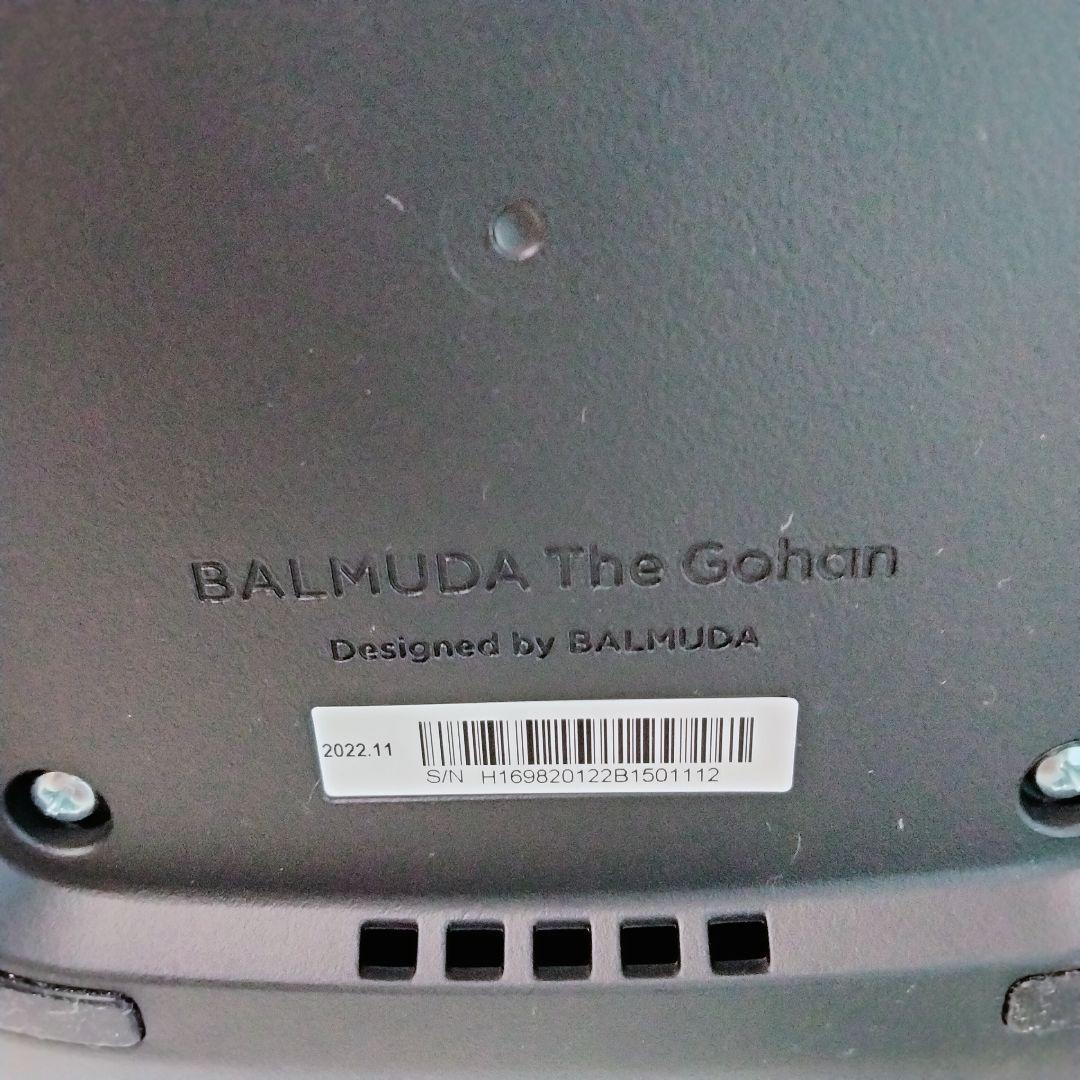 BALMUDA The Gohan
Designed by BALMUDA
2022.11
S/N H169820122B1501112